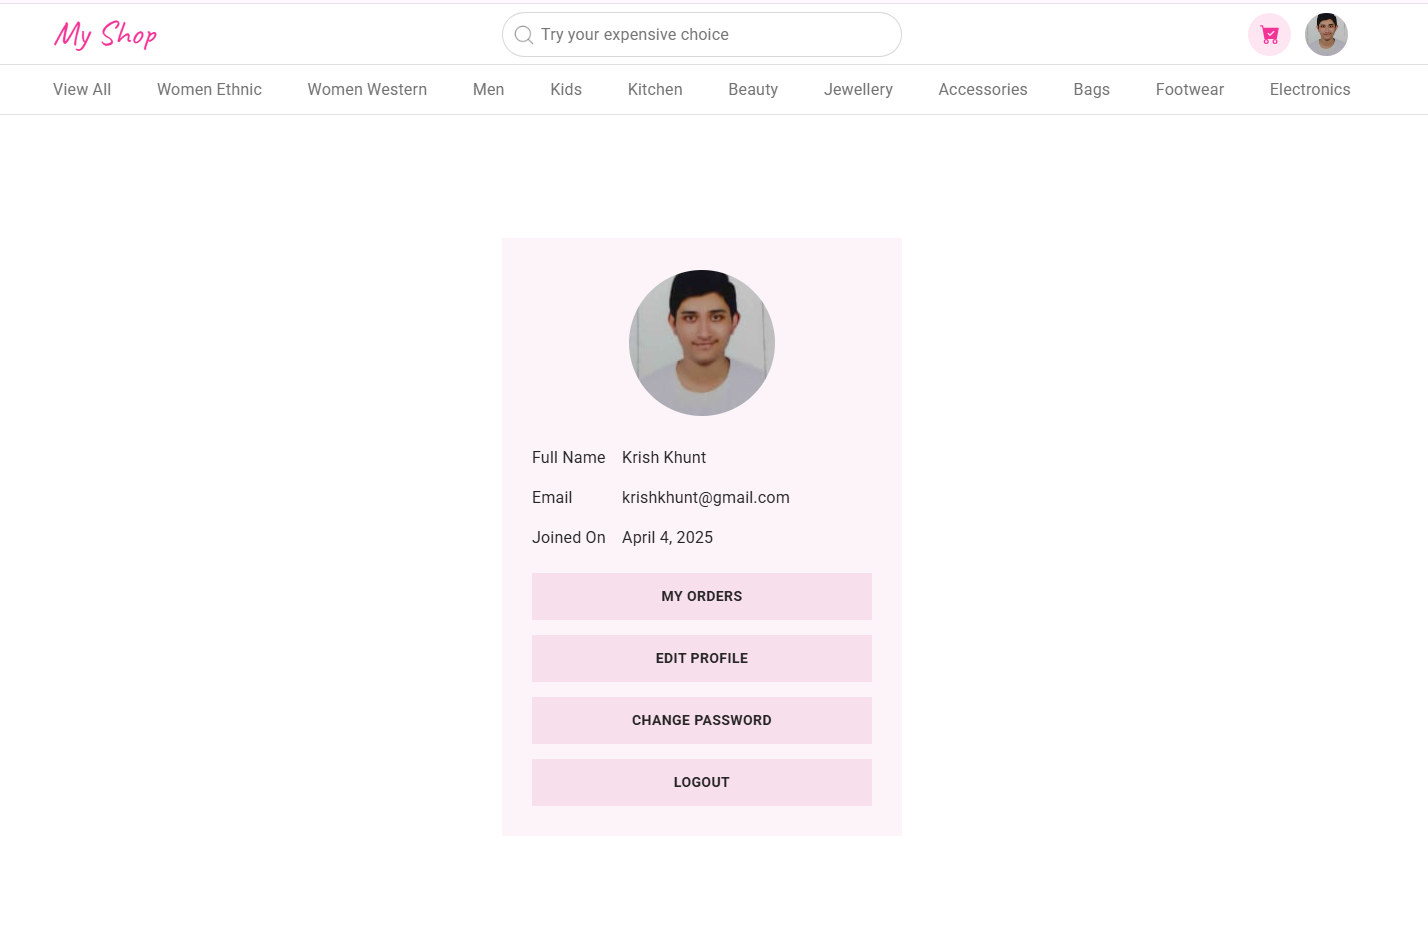 My Shop
Try your expensive choice
View All Women Ethnic Women Western Men Kids Kitchen Beauty Jewellery Accessories Bags Footwear Electronics
Full Name Krish Khunt
Email krishkhunt@gmail.com
Joined On April 4, 2025
MY ORDERS
EDIT PROFILE
CHANGE PASSWORD
LOGOUT